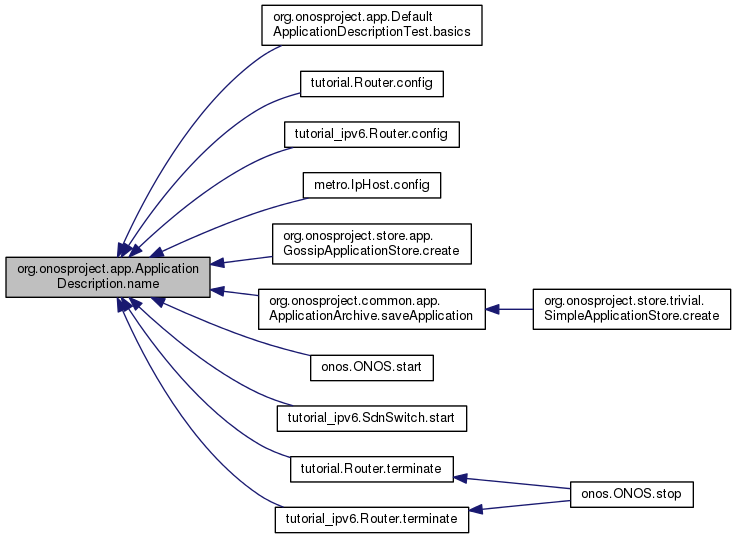 org.onosproject.app.Default
ApplicationDescriptionTest.basics
tutorial.Router.config
tutorial_ipv6.Router.config
metro.IpHost.config
org.onosproject.store.app.
GossipApplicationStore.create
org.onosproject.app.Application
Description.name
org.onosproject.common.app.
ApplicationArchive.saveApplication
org.onosproject.store.trivial.
SimpleApplicationStore.create
onos.ONOS.start
tutorial_ipv6.SdnSwitch.start
tutorial.Router.terminate
onos.ONOS.stop
tutorial_ipv6.Router.terminate